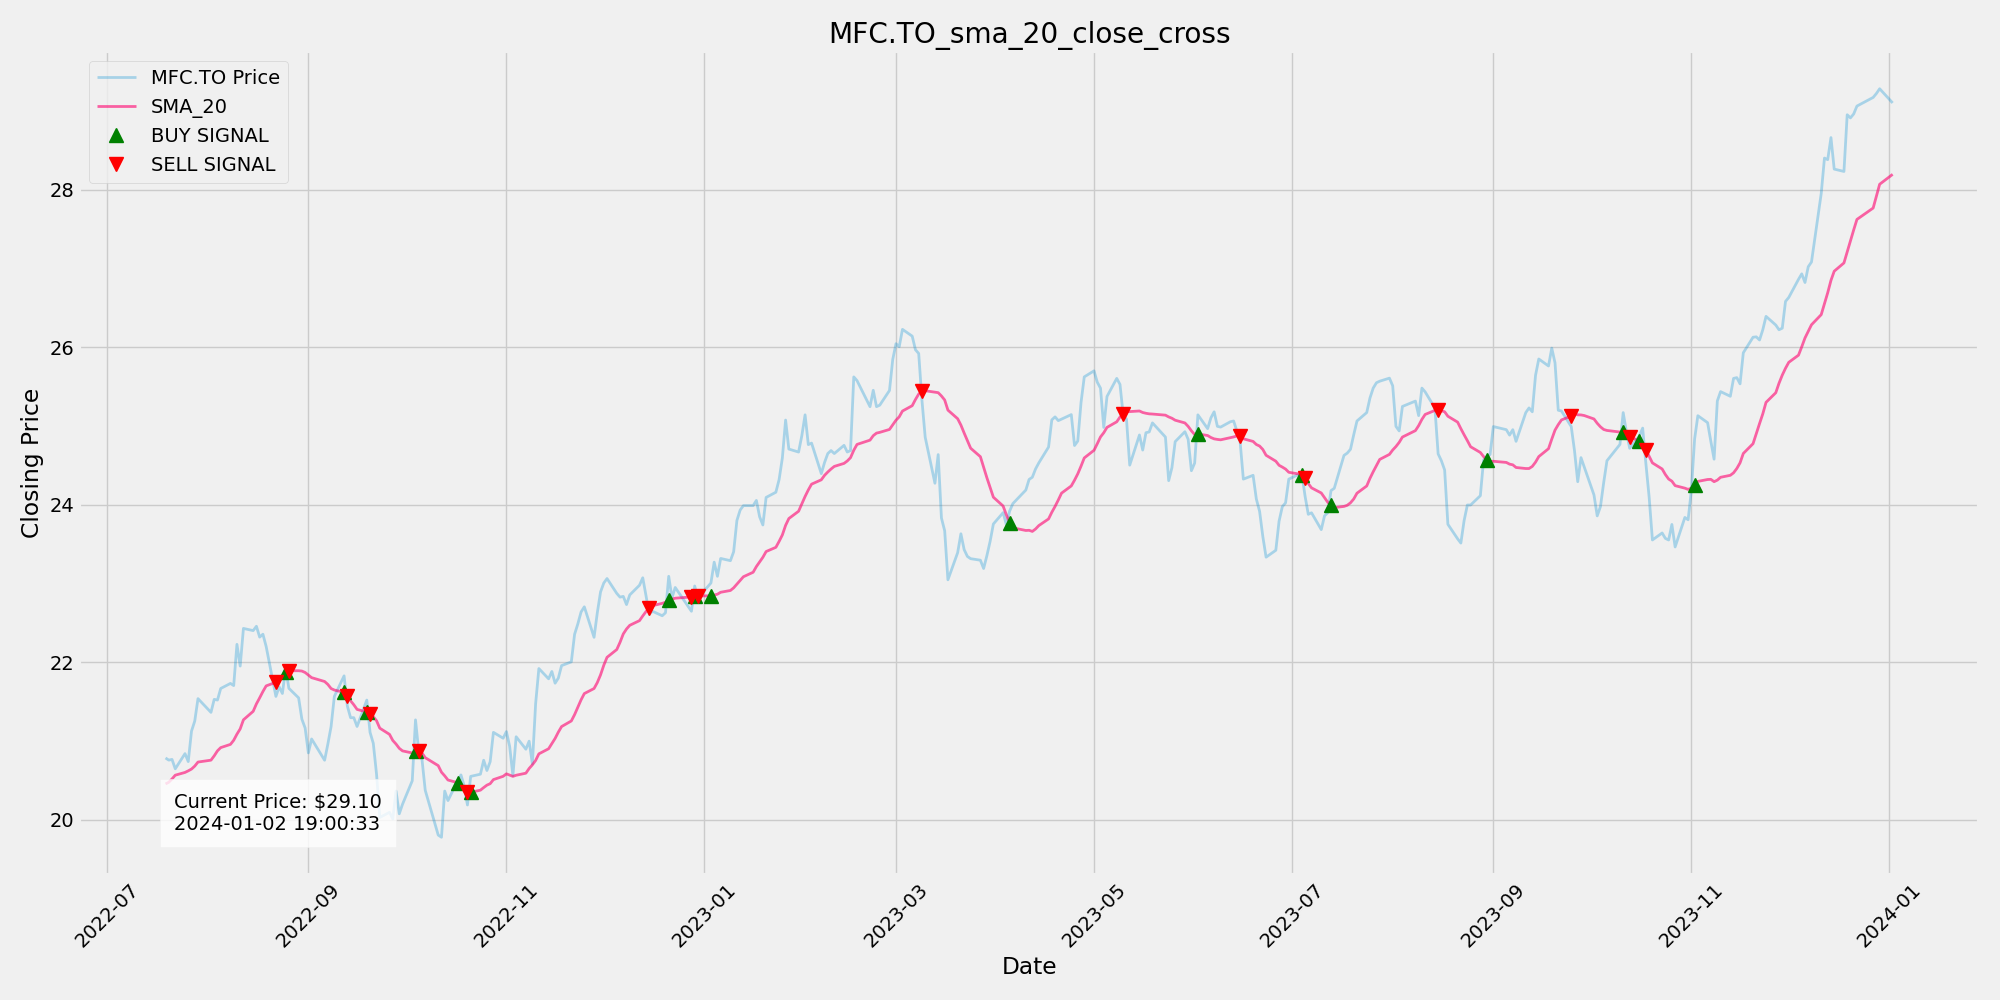 MFC.TO_sma_20_close_cross
MFC.TO Price
SMA_20
BUY SIGNAL
SELL SIGNAL
28
26
24
22
20
Closing Price
Current Price: $29.10
2024-01-02 19:00:33
2022-07
2022-09
2022-11
2023-01
2023-03
2023-05
2023-07
2023-09
2023-11
2024-01
Date